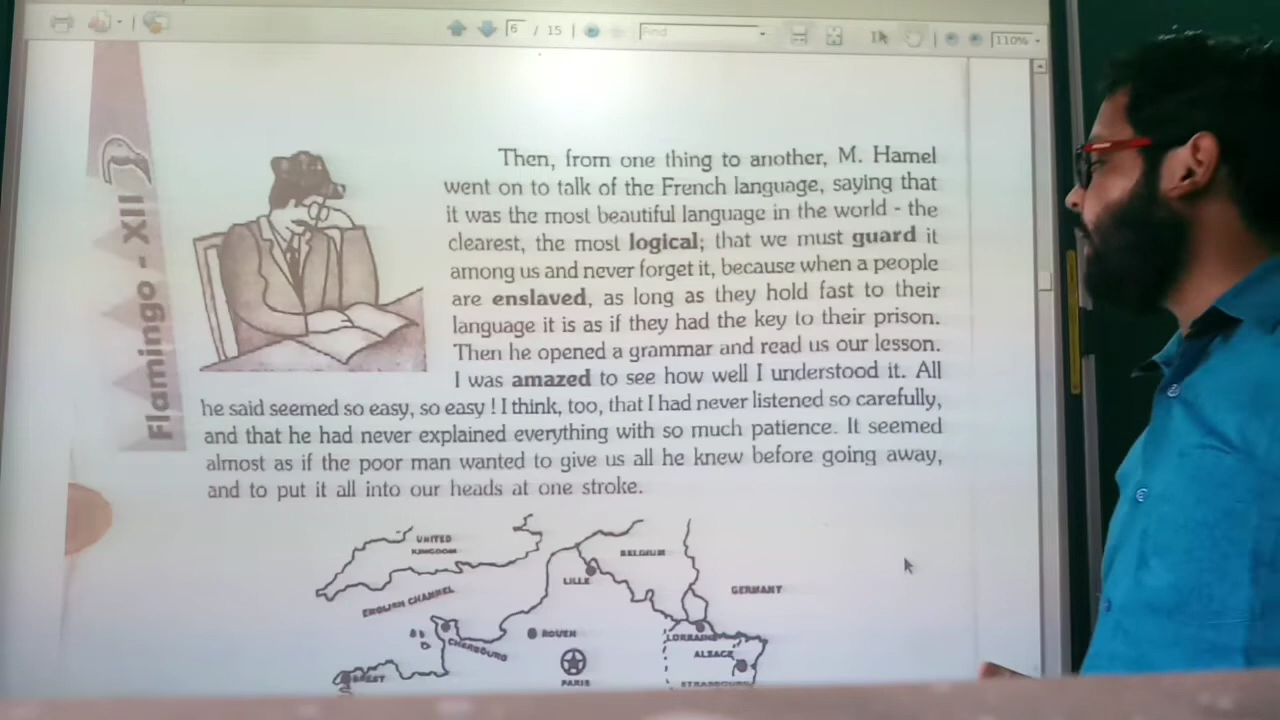 6 / 15
Find
110%
Flamingo - XII
Then, from one thing to another, M. Hamel
went on to talk of the French language, saying that
it was the most beautiful language in the world - the
clearest, the most logical; that we must guard it
among us and never forget it, because when a people
are enslaved, as long as they hold fast to their
language it is as if they had the key to their prison.
Then he opened a grammar and read us our lesson.
I was amazed to see how well I understood it. All
he said seemed so easy, so easy ! I think, too, that I had never listened so carefully,
and that he had never explained everything with so much patience. It seemed
almost as if the poor man wanted to give us all he knew before going away,
and to put it all into our heads at one stroke.
UNITED
KINGDOM
BELGIUM
LILLE
GERMANY
ENGLISH CHANNEL
ROUEN
LORRAINE
CHERBOURG
ALSACE
BREST
PARIS
STRASBOURG